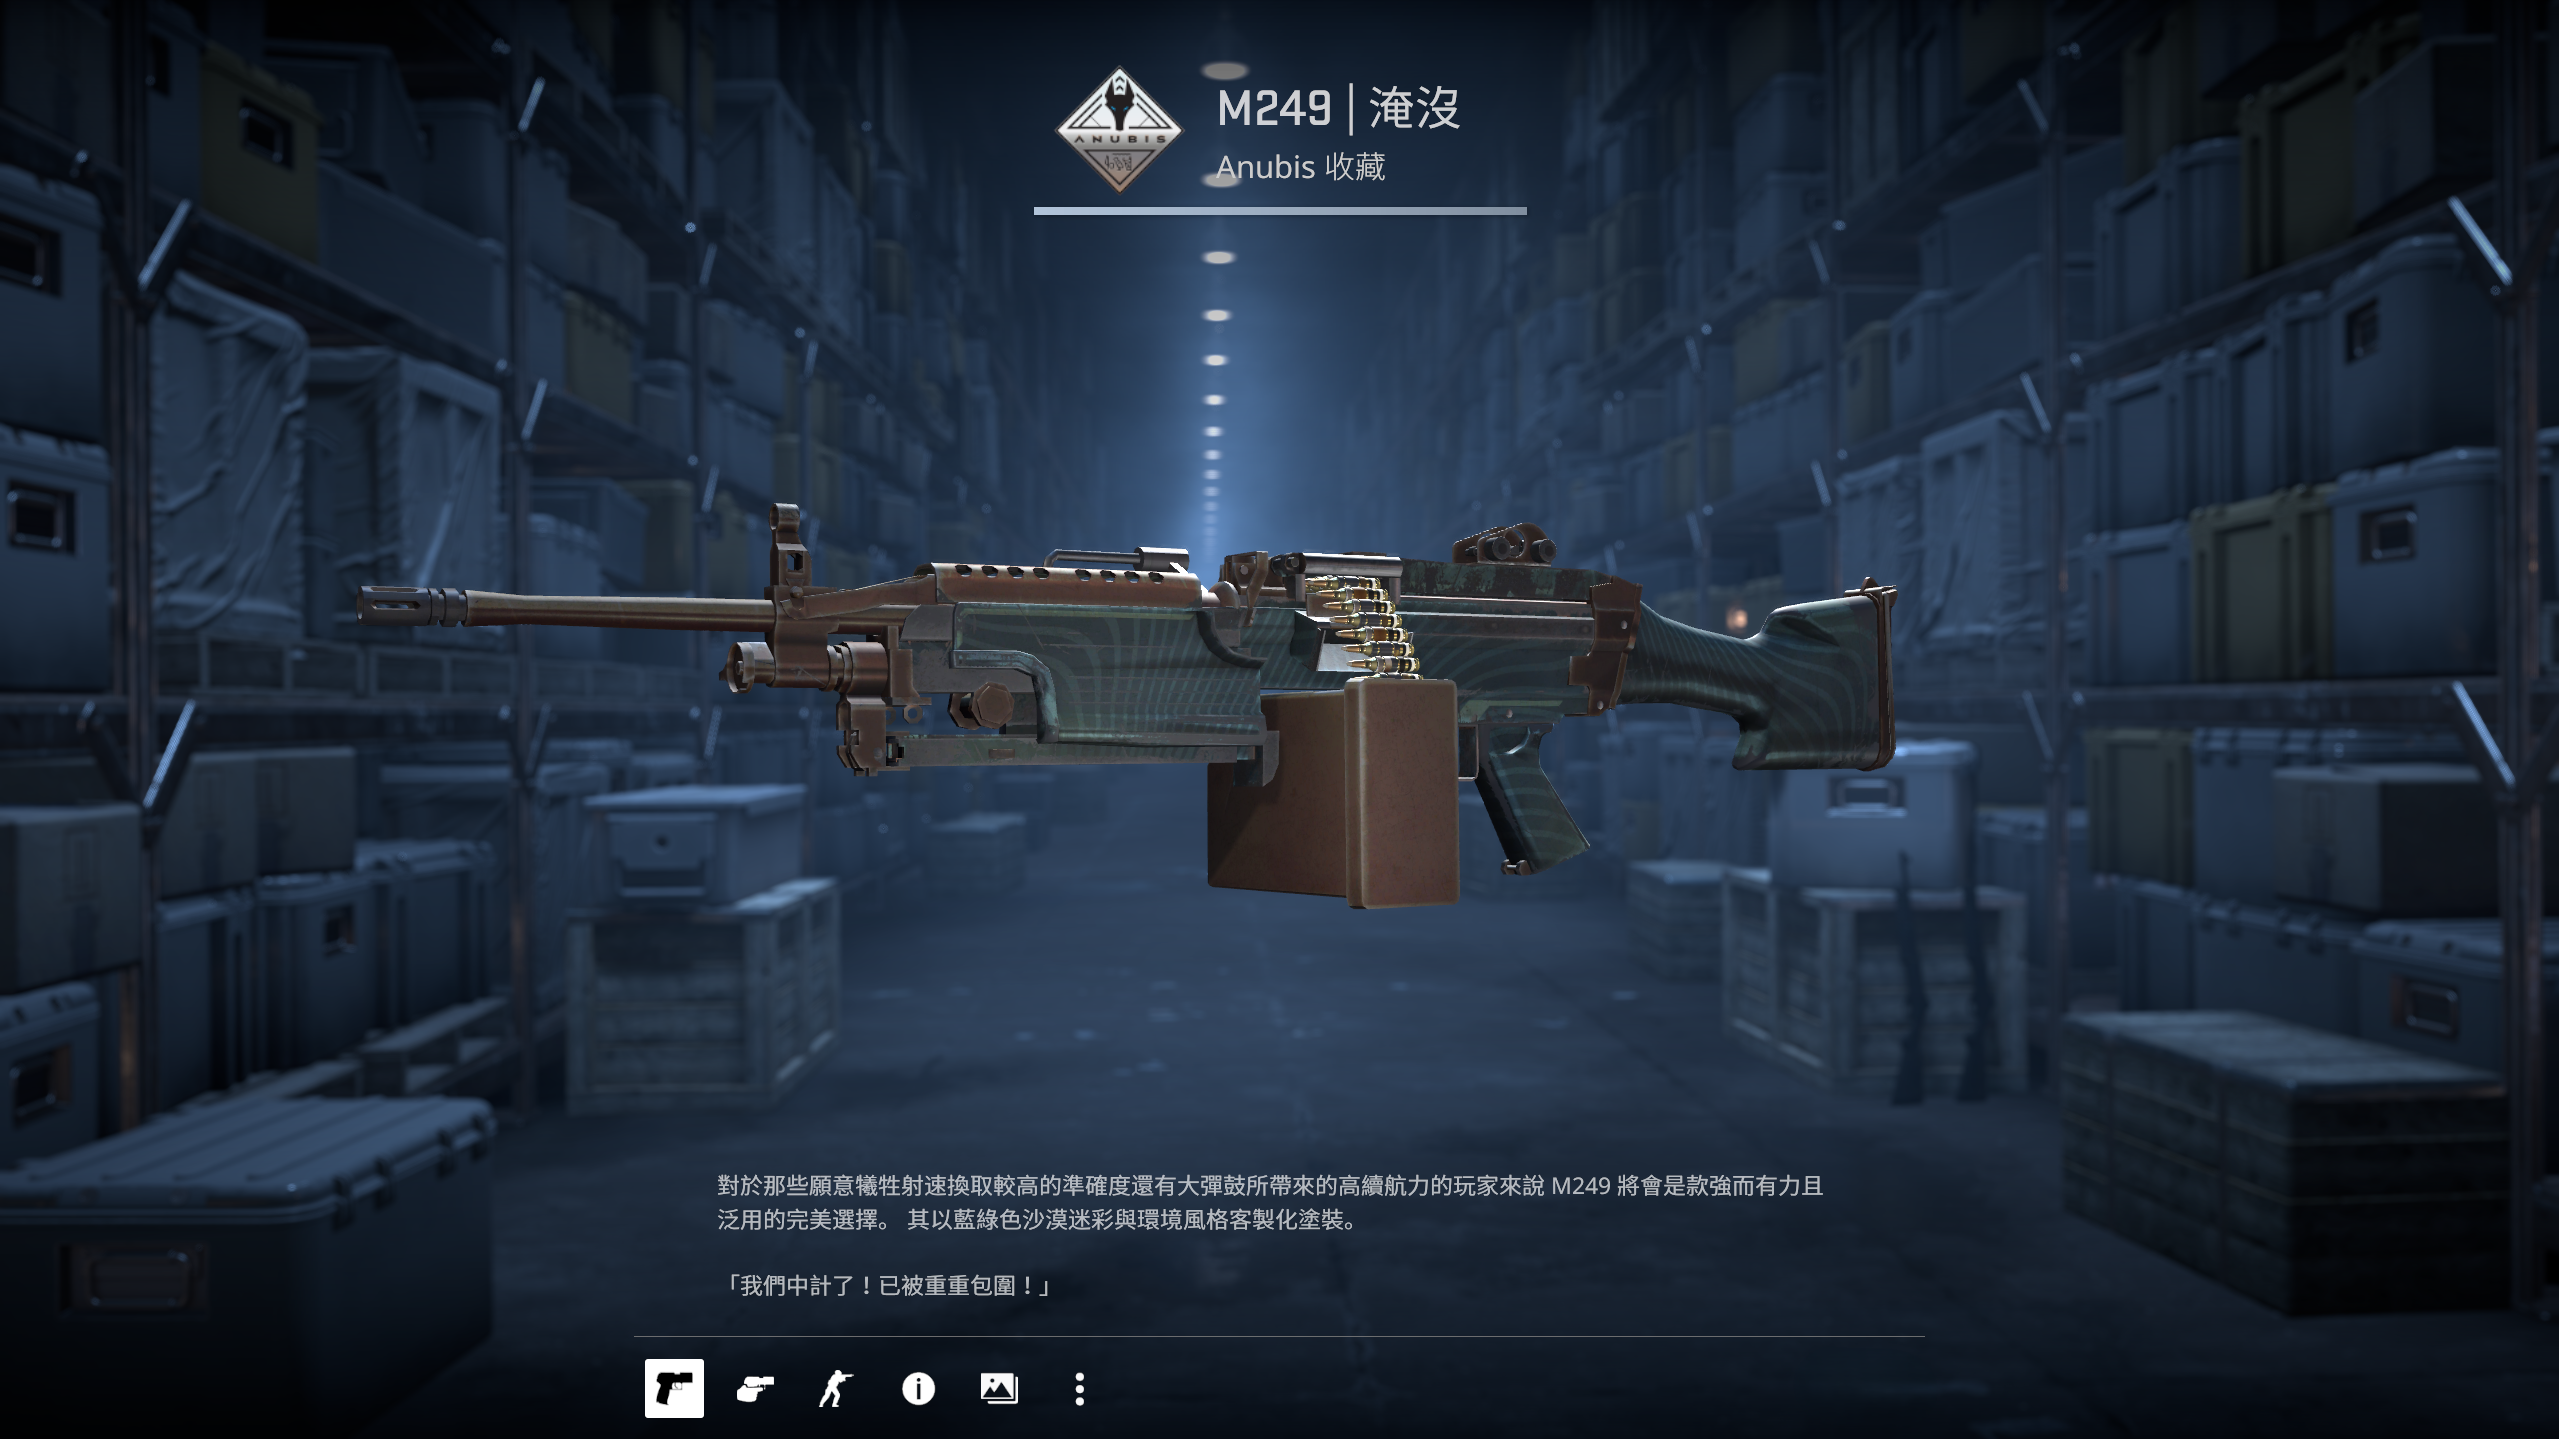 ANUBIS
M249 | 淹沒
Anubis 收藏
對於那些願意犧牲射速換取較高的準確度還有大彈鼓所帶來的高續航力的玩家來說 M249 將會是款強而有力且
泛用的完美選擇。 其以藍綠色沙漠迷彩與環境風格客製化塗裝。
「我們中計了！已被重重包圍！」